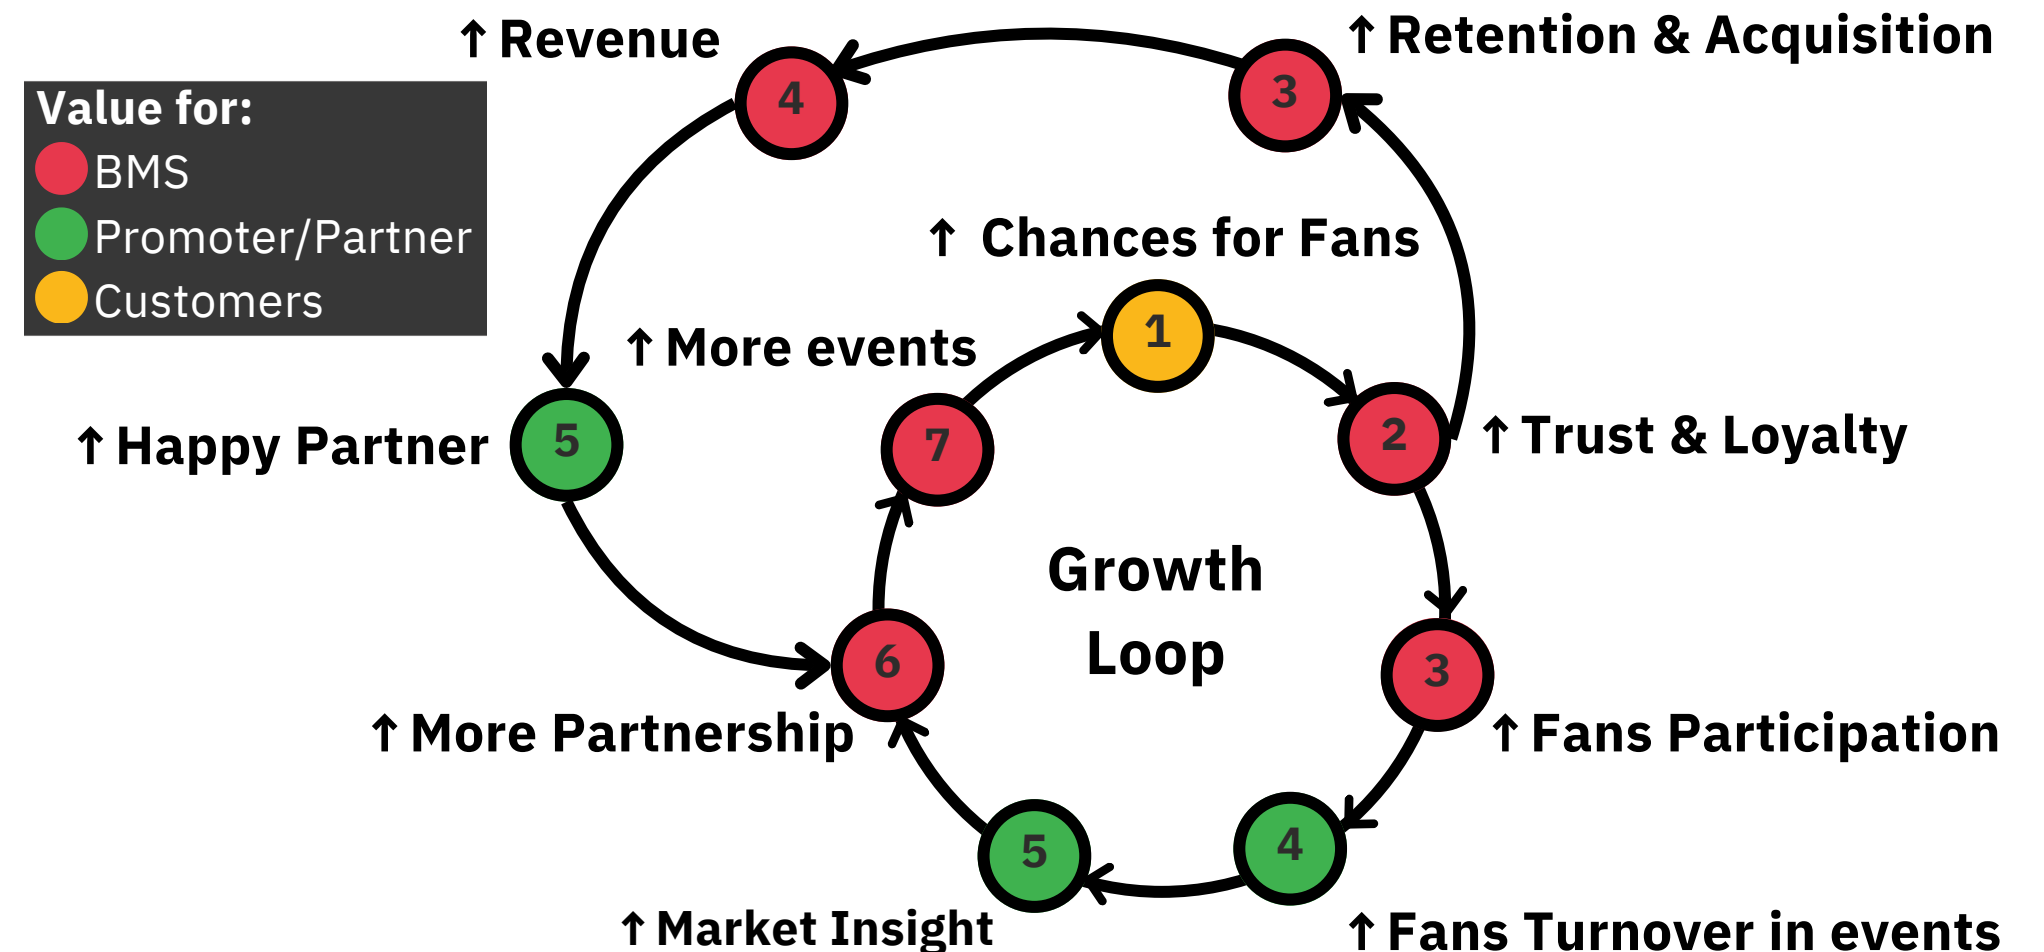 ↑ Revenue
↑ Retention & Acquisition
4
3
Value for:
BMS
Promoter/Partner
Customers
↑ Chances for Fans
1
↑ More events
↑ Happy Partner
5
7
2
↑ Trust & Loyalty
Growth
Loop
6
3
↑ More Partnership
↑ Fans Participation
5
4
↑ Market Insight
↑ Fans Turnover in events